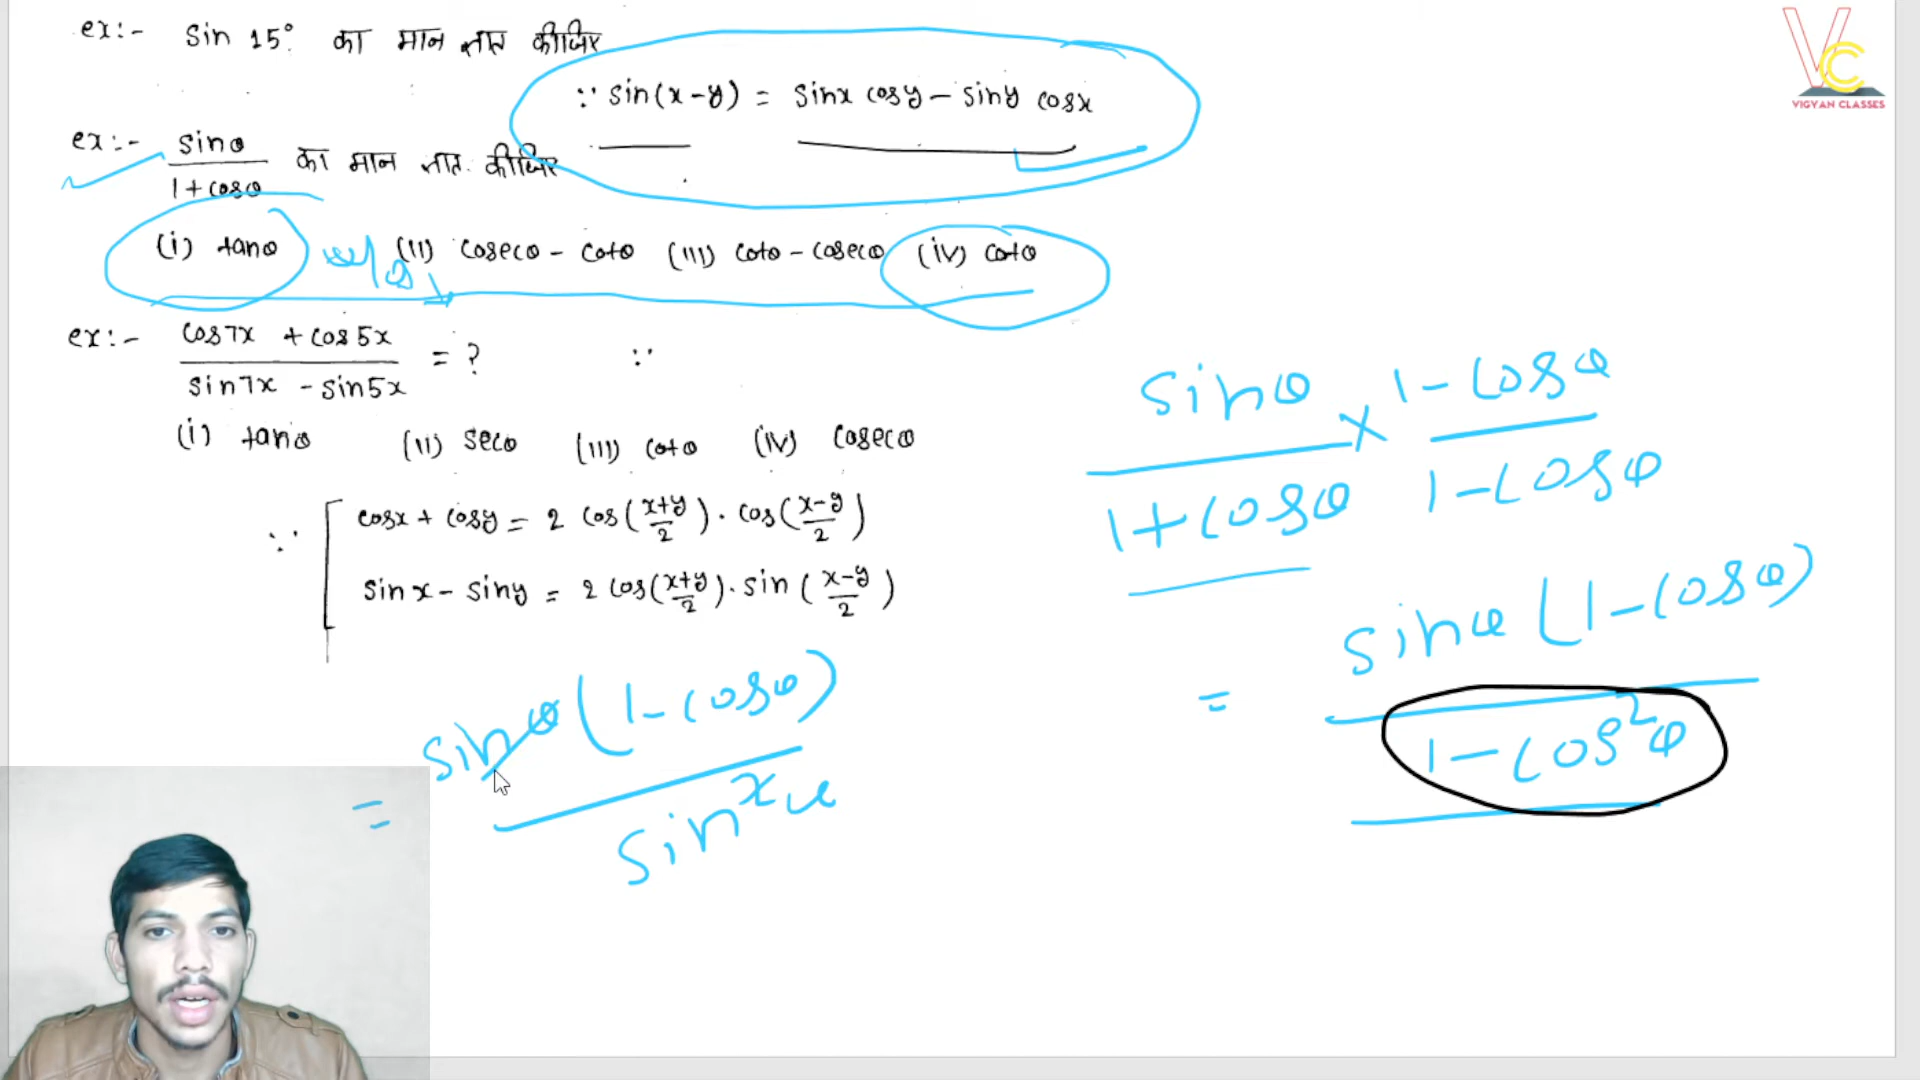 ex:- sin 15° का मान ज्ञात कीजिए
∵ sin(x-y) = sinx cosy - siny cosx
VIGYAN CLASSES
ex:- sinθ / 1+cosθ का मान ज्ञात कीजिए
(i) tanθ (ii) cosecθ - cotθ (iii) cotθ - cosecθ (iv) cotθ
ex:- cos7x + cos5x / sin7x - sin5x = ? ∵
(i) tanθ (ii) secθ (iii) cotθ (iv) cosecθ
∵ cosx + cosy = 2 cos(x+y/2) . cos(x-y/2)
sinx - siny = 2 cos(x+y/2) . sin(x-y/2)
sinθ / 1+cosθ × 1-cosθ / 1-cosθ
= sinθ (1-cosθ) / 1-cos²θ
= sinθ (1-cosθ) / sin²θ